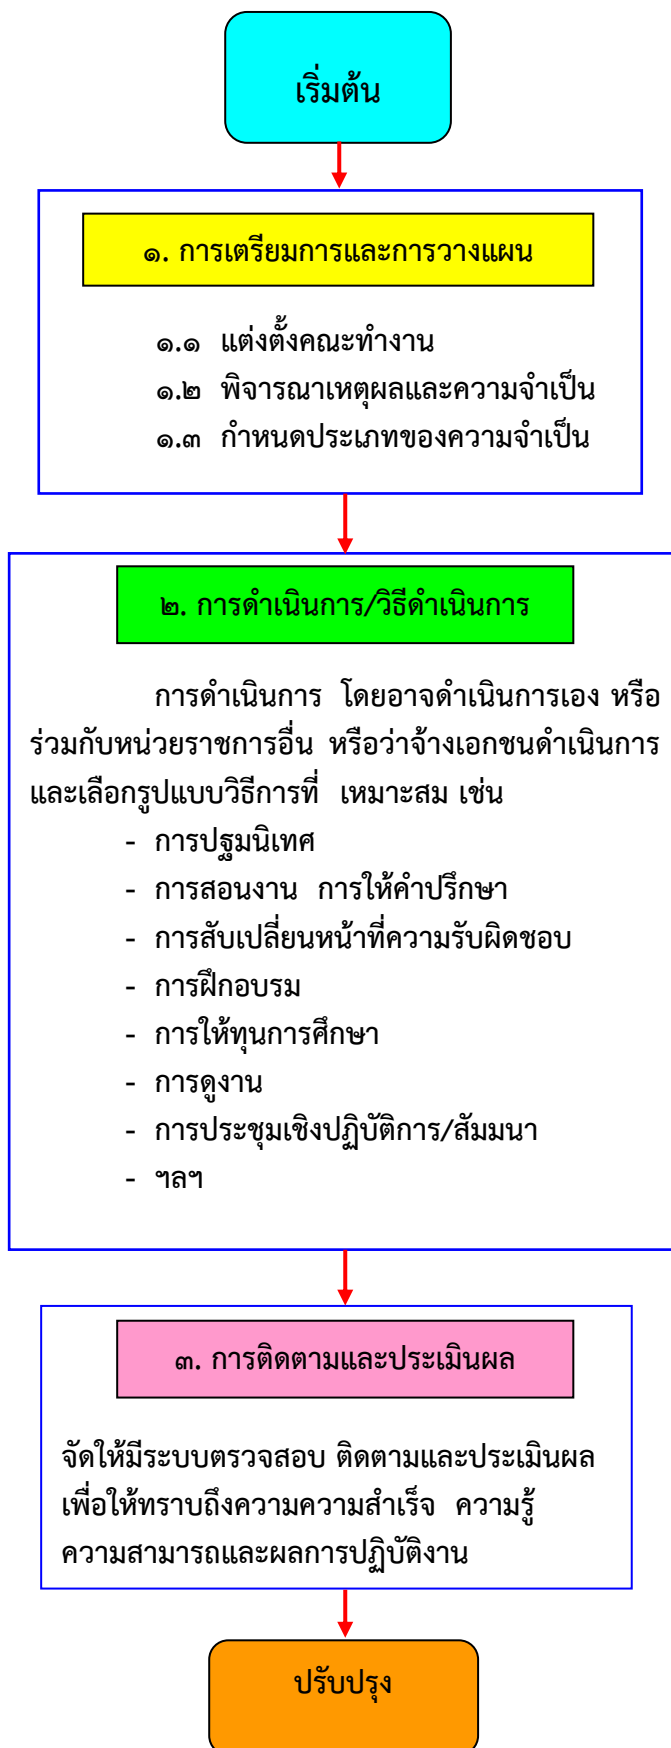 เริ่มต้น
๑. การเตรียมการและการวางแผน
๑.๑ แต่งตั้งคณะทำงาน
๑.๒ พิจารณาเหตุผลและความจำเป็น
๑.๓ กำหนดประเภทของความจำเป็น
๒. การดำเนินการ/วิธีดำเนินการ
การดำเนินการ โดยอาจดำเนินการเอง หรือ
ร่วมกับหน่วยราชการอื่น หรือว่าจ้างเอกชนดำเนินการ
และเลือกรูปแบบวิธีการที่ เหมาะสม เช่น
- การปฐมนิเทศ
- การสอนงาน การให้คำปรึกษา
- การสับเปลี่ยนหน้าที่ความรับผิดชอบ
- การฝึกอบรม
- การให้ทุนการศึกษา
- การดูงาน
- การประชุมเชิงปฏิบัติการ/สัมมนา
- ฯลฯ
๓. การติดตามและประเมินผล
จัดให้มีระบบตรวจสอบ ติดตามและประเมินผล
เพื่อให้ทราบถึงความความสำเร็จ ความรู้
ความสามารถและผลการปฏิบัติงาน
ปรับปรุง